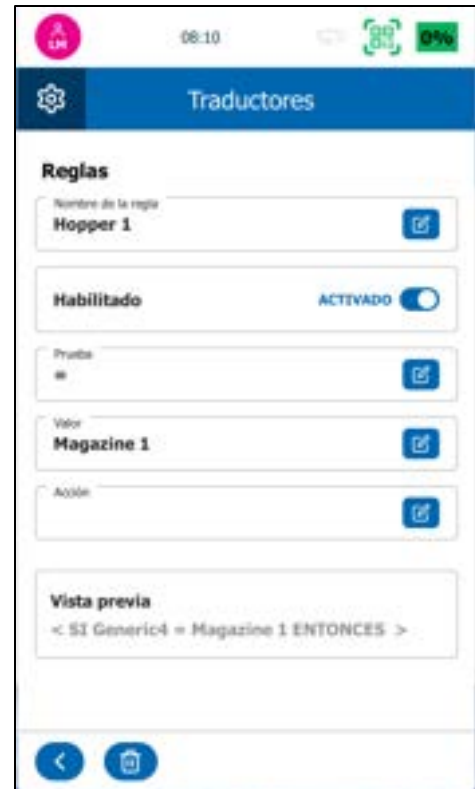 LM
08:10
0%
Traductores
Reglas
Nombre de la regla
Hopper 1
Habilitado
ACTIVADO
Prueba
=
Valor
Magazine 1
Acción
Vista previa
< SI Generic4 = Magazine 1 ENTONCES >